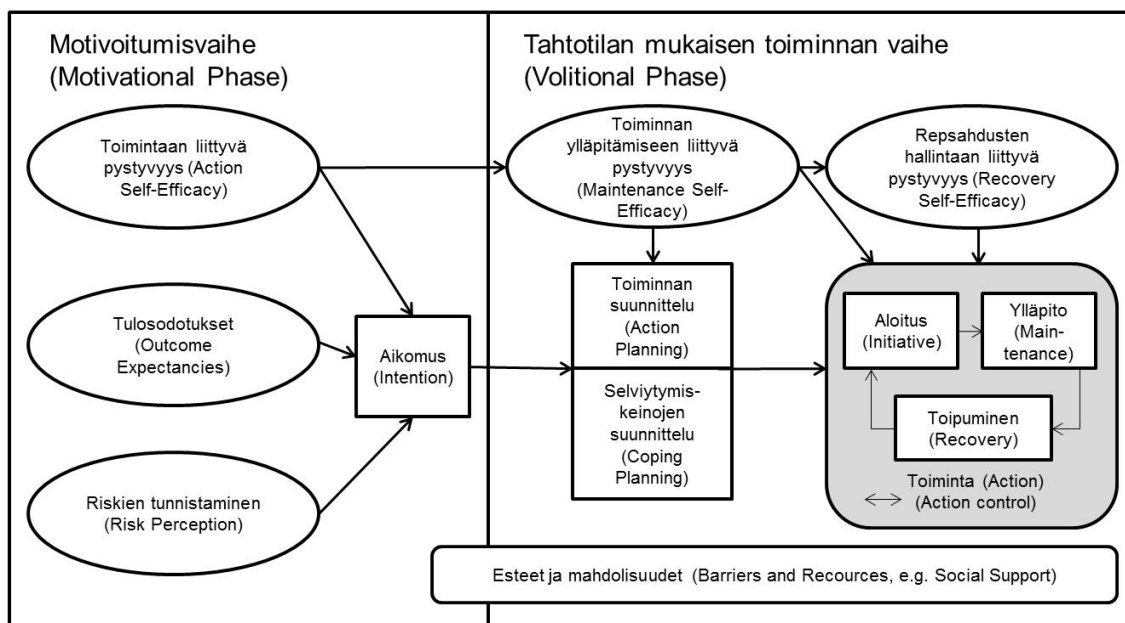 Motivoitumisvaihe
(Motivational Phase)
Toimintaan liittyvä
pystyvyys (Action
Self-Efficacy)
Tulosodotukset
(Outcome
Expectancies)
Riskien tunnistaminen
(Risk Perception)
Aikomus
(Intention)
Tahtotilan mukaisen toiminnan vaihe
(Volitional Phase)
Toiminnan
ylläpitämiseen liittyvä
pystyvyys
(Maintenance Self-
Efficacy)
Repsahdusten
hallintaan liittyvä
pystyvyys (Recovery
Self-Efficacy)
Toiminnan
suunnittelu
(Action
Planning)
Selviytymis-
keinojen
suunnittelu
(Coping
Planning)
Aloitus
(Initiative)
Ylläpito
(Main-
tenance)
Toipuminen
(Recovery)
Toiminta (Action)
(Action control)
Esteet ja mahdolisuudet (Barriers and Recources, e.g. Social Support)